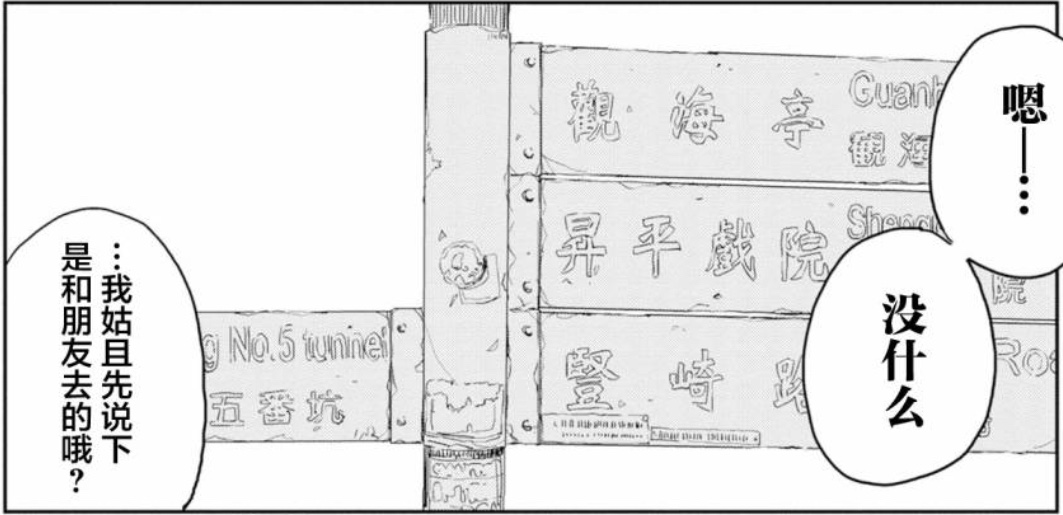 嗯——…
没什么
觀海亭
Guanh
觀海
昇平戲院
Sheng
院
豎崎路
Roa
g No.5 tunnel
五番坑
…我姑且先说下
是和朋友去的哦?